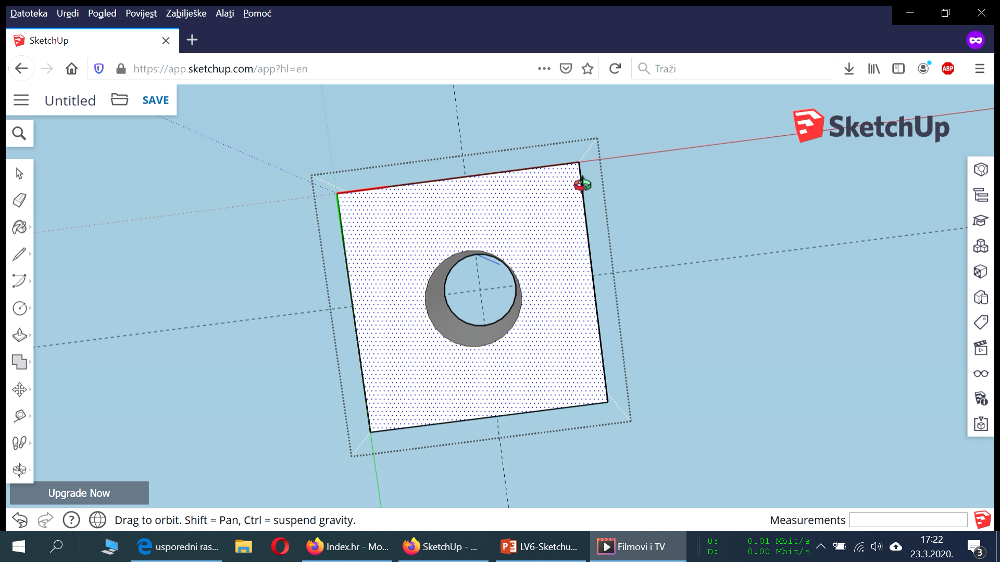 Datoteka Uredi Pogled Povijest Zabilješke Alati Pomoć
SketchUp
https://app.sketchup.com/app?hl=en
Traži
ABP
Untitled
SAVE
SketchUp
Upgrade Now
Drag to orbit. Shift = Pan, Ctrl = suspend gravity.
Measurements
usporedni ras...
Index.hr - Mo...
SketchUp - ...
LV6-Sketchu...
Filmovi i TV
U: 0.01 Mbit/s
D: 0.00 Mbit/s
17:22
23.3.2020.
3